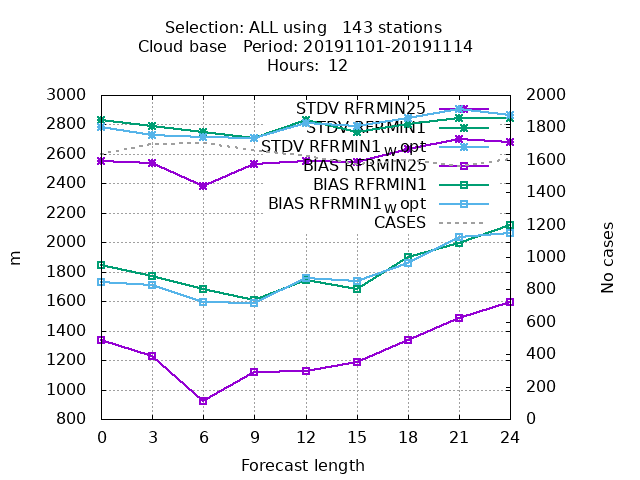 Selection: ALL using   143 stations
Cloud base   Period: 20191101-20191114
Hours:  12
3000
2800
2600
2400
2200
2000
1800
1600
1400
1200
1000
800
2000
1800
1600
1400
1200
1000
800
600
400
200
0
STDV RFRMIN25
STDV RFRMIN1
STDV RFRMIN1_W opt
BIAS RFRMIN25
BIAS RFRMIN1
BIAS RFRMIN1_W opt
CASES
m
No cases
0 3 6 9 12 15 18 21 24
Forecast length